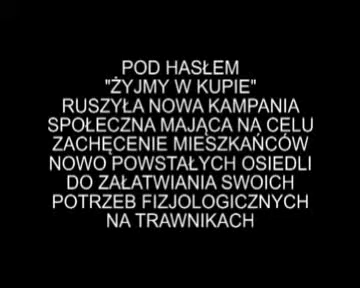 POD HASŁEM
"ŻYJMY W KUPIE"
RUSZYŁA NOWA KAMPANIA
SPOŁECZNA MAJĄCA NA CELU
ZACHĘCENIE MIESZKAŃCÓW
NOWO POWSTAŁYCH OSIEDLI
DO ZAŁATWIANIA SWOICH
POTRZEB FIZJOLOGICZNYCH
NA TRAWNIKACH